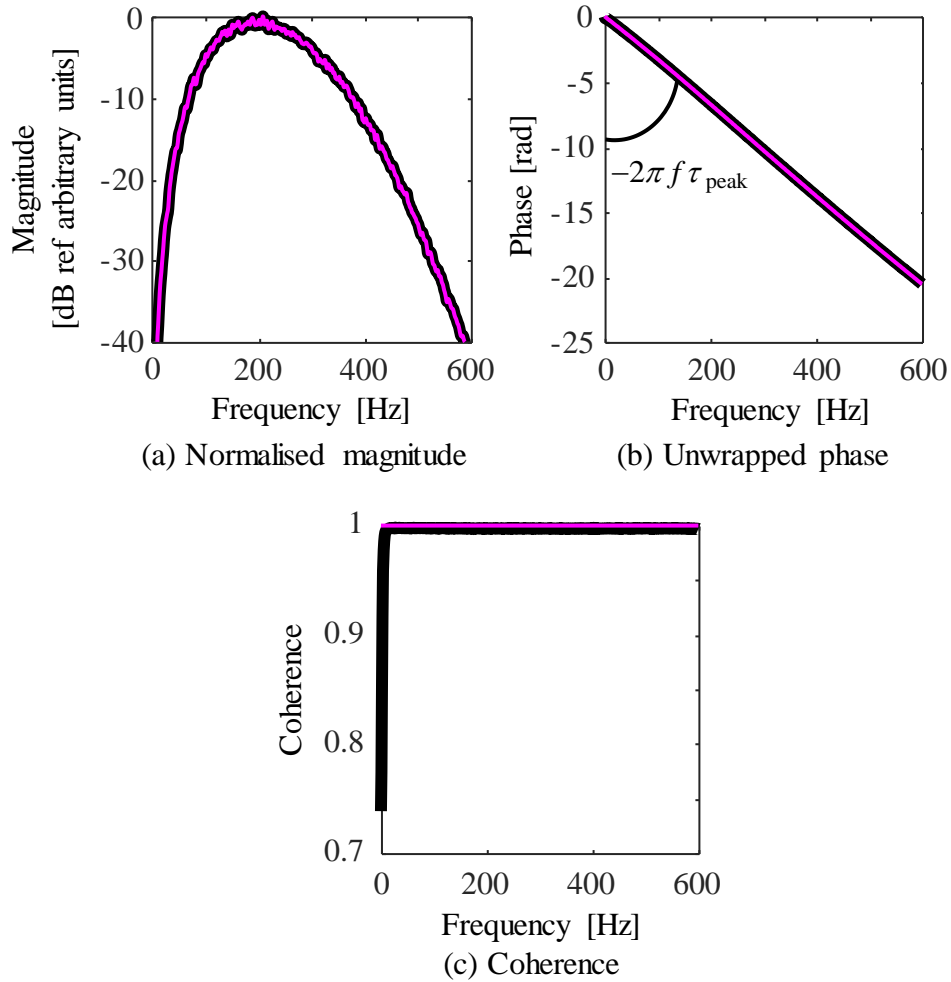 0
-10
-20
-30
-40
Magnitude
[dB ref arbitrary units]
0
200
400
600
Frequency [Hz]
(a) Normalised magnitude
0
-5
-10
-15
-20
-25
Phase [rad]
−2πfτpeak
0
200
400
600
Frequency [Hz]
(b) Unwrapped phase
1
0.9
0.8
0.7
Coherence
0
200
400
600
Frequency [Hz]
(c) Coherence